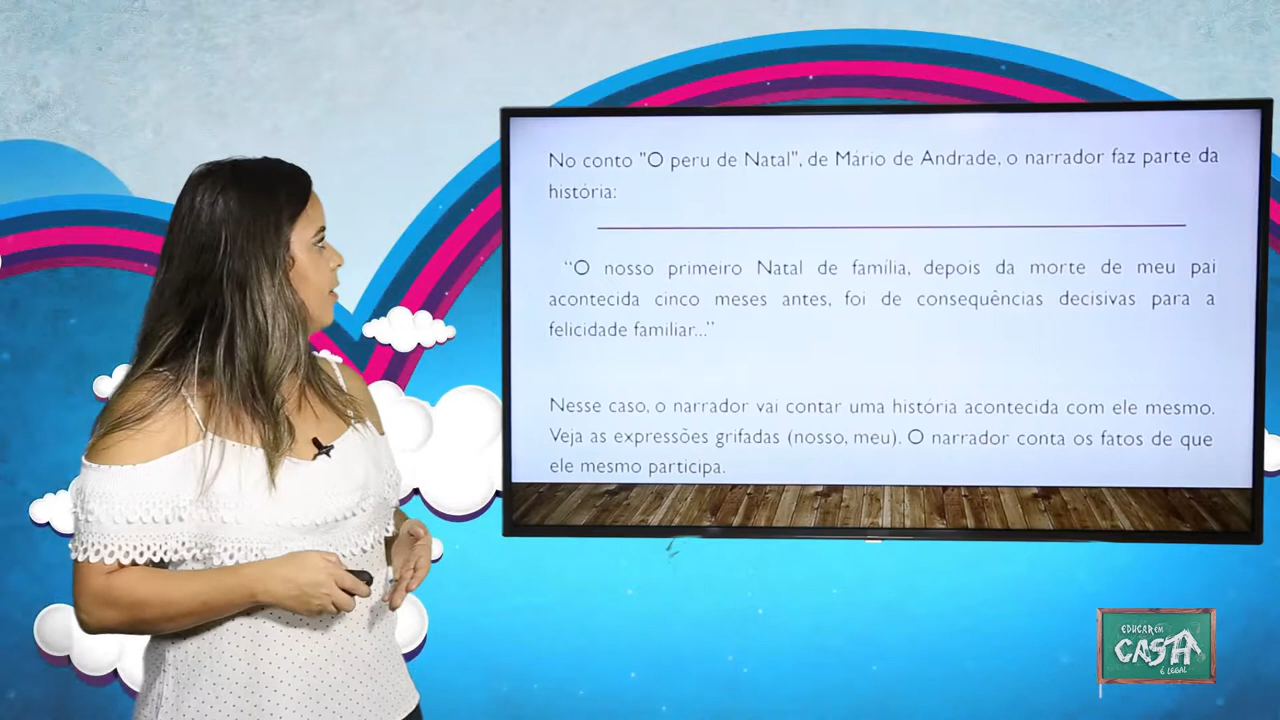 No conto "O peru de Natal", de Mário de Andrade, o narrador faz parte da
história:
“O nosso primeiro Natal de família, depois da morte de meu pai
acontecida cinco meses antes, foi de consequências decisivas para a
felicidade familiar...”
Nesse caso, o narrador vai contar uma história acontecida com ele mesmo.
Veja as expressões grifadas (nosso, meu). O narrador conta os fatos de que
ele mesmo participa.
EDUCAR EM
CASA
É LEGAL